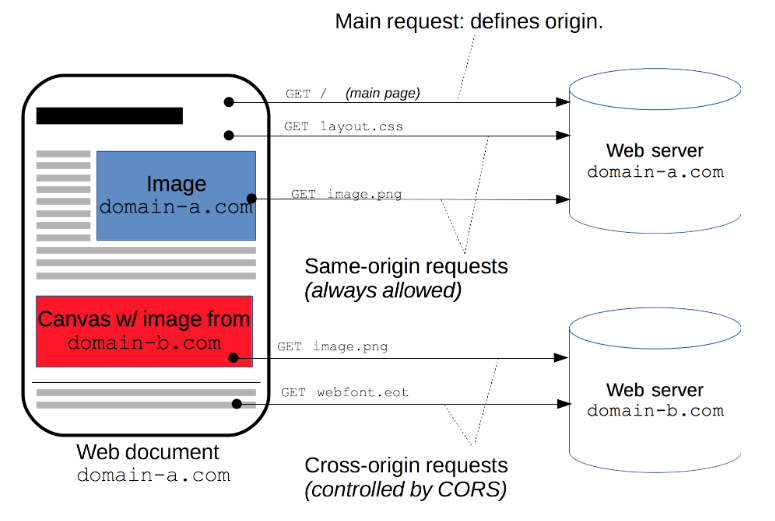 Main request: defines origin.
GET / (main page)
GET layout.css
Web server
domain-a.com
Image
domain-a.com
GET image.png
Same-origin requests
(always allowed)
Canvas w/ image from
domain-b.com
GET image.png
GET webfont.eot
Web server
domain-b.com
Web document
domain-a.com
Cross-origin requests
(controlled by CORS)